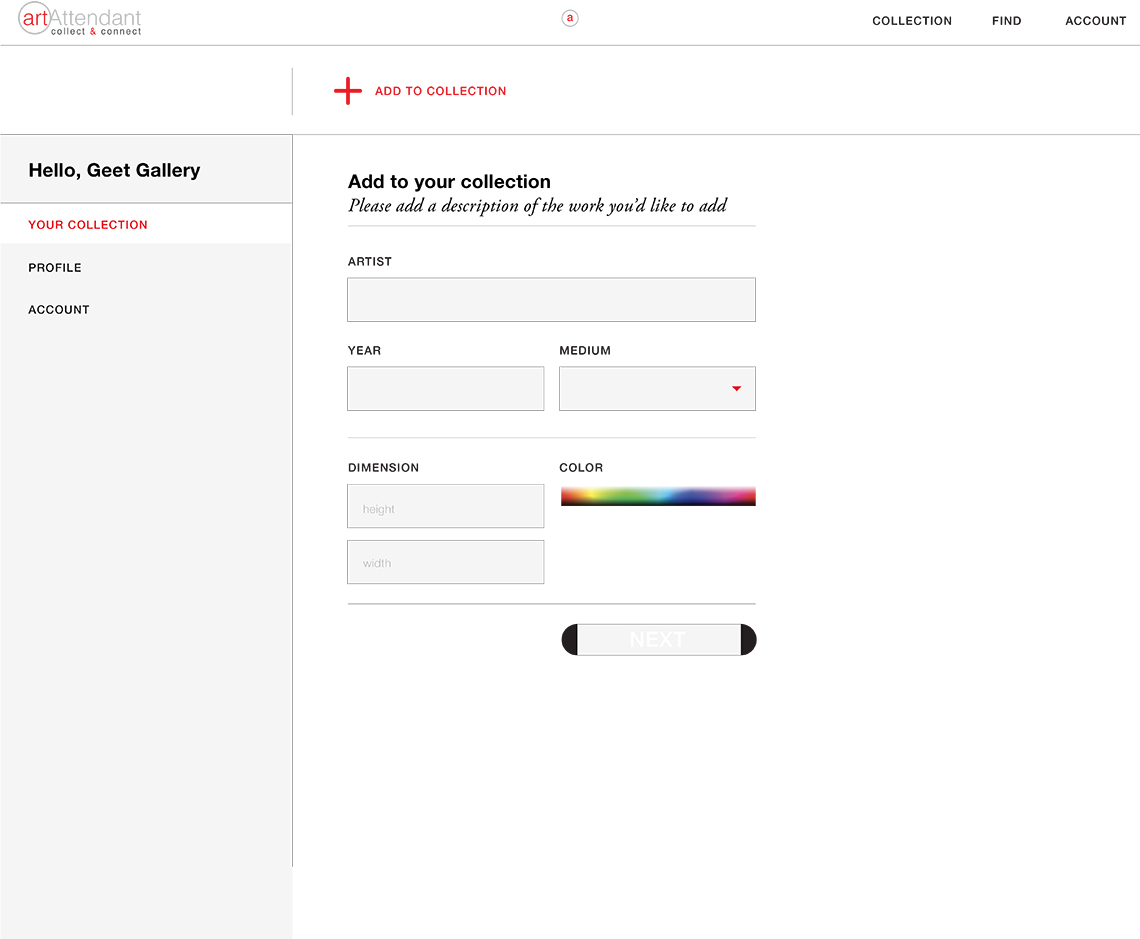 artAttendant
collect & connect
a
COLLECTION
FIND
ACCOUNT
ADD TO COLLECTION
Hello, Geet Gallery
YOUR COLLECTION
PROFILE
ACCOUNT
Add to your collection
Please add a description of the work you’d like to add
ARTIST
YEAR
MEDIUM
DIMENSION
COLOR
height
width
NEXT